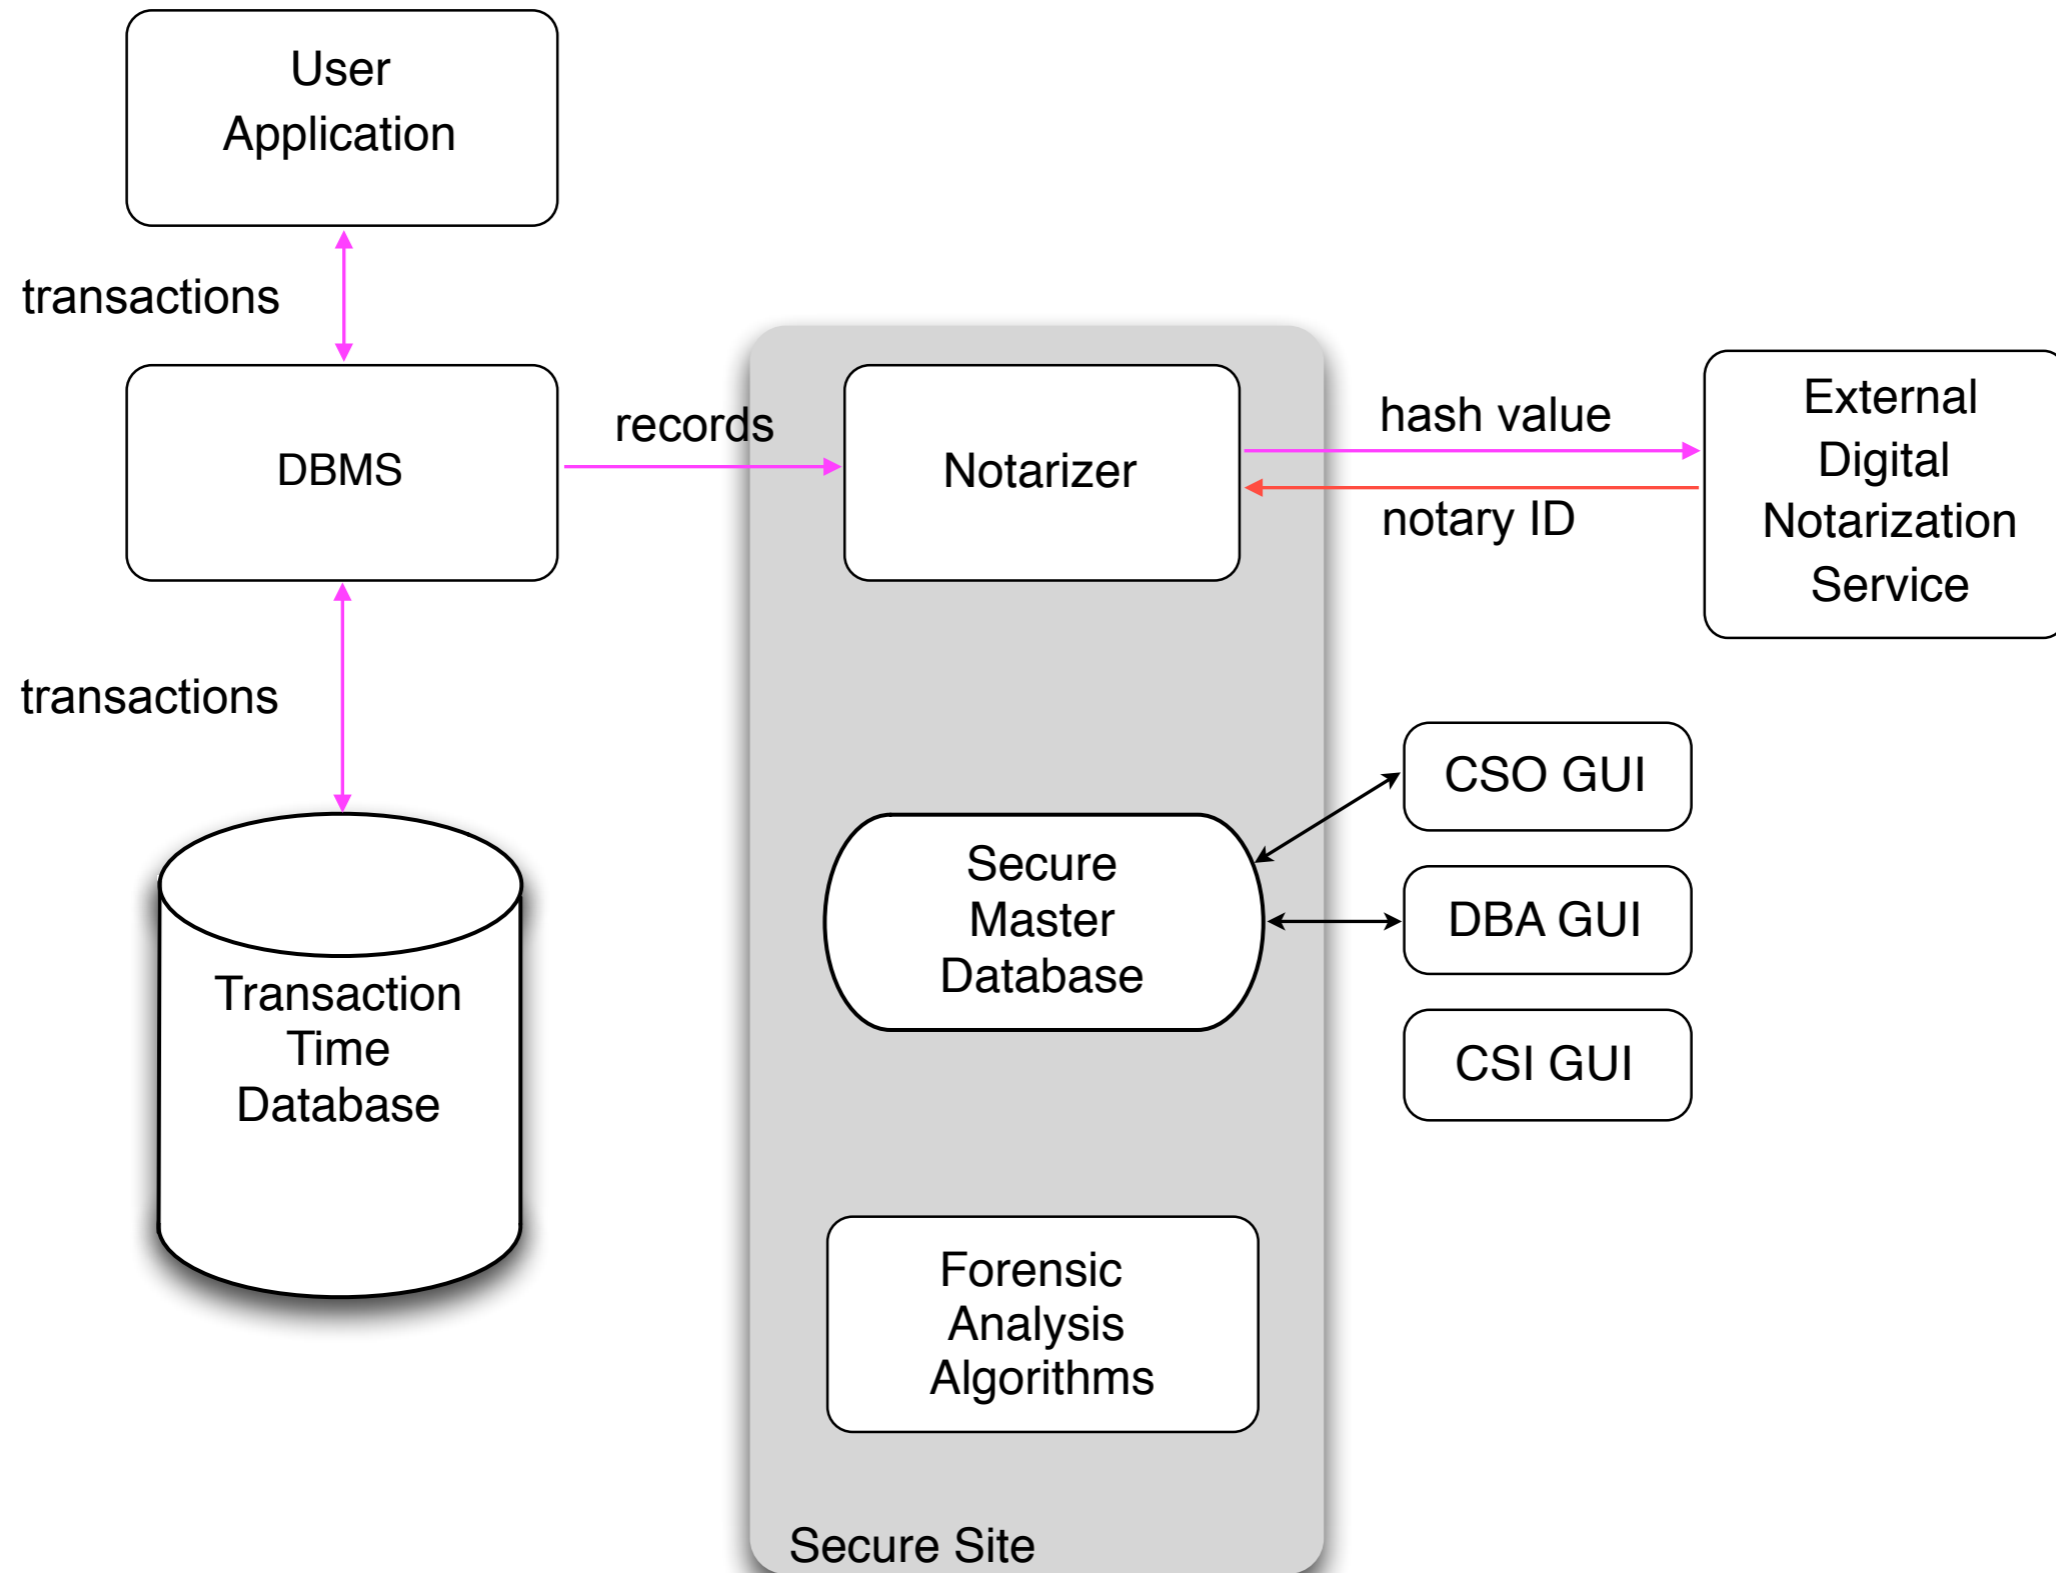 User
Application
transactions
DBMS
records
Notarizer
hash value
notary ID
External
Digital
Notarization
Service
transactions
Transaction
Time
Database
Secure
Master
Database
CSO GUI
DBA GUI
CSI GUI
Forensic
Analysis
Algorithms
Secure Site